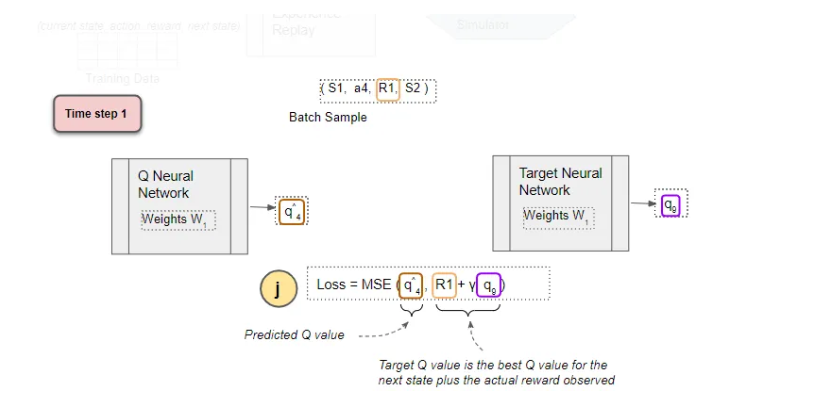 (current state, action, reward, next state)
Experience
Replay
Simulator
Training Data
( S1, a4, R1, S2 )
Time step 1
Batch Sample
Q Neural
Network
Weights W1
q^4
Target Neural
Network
Weights W1
q9
j
Loss = MSE ( q^4, R1 + γ q9 )
Predicted Q value
Target Q value is the best Q value for the
next state plus the actual reward observed